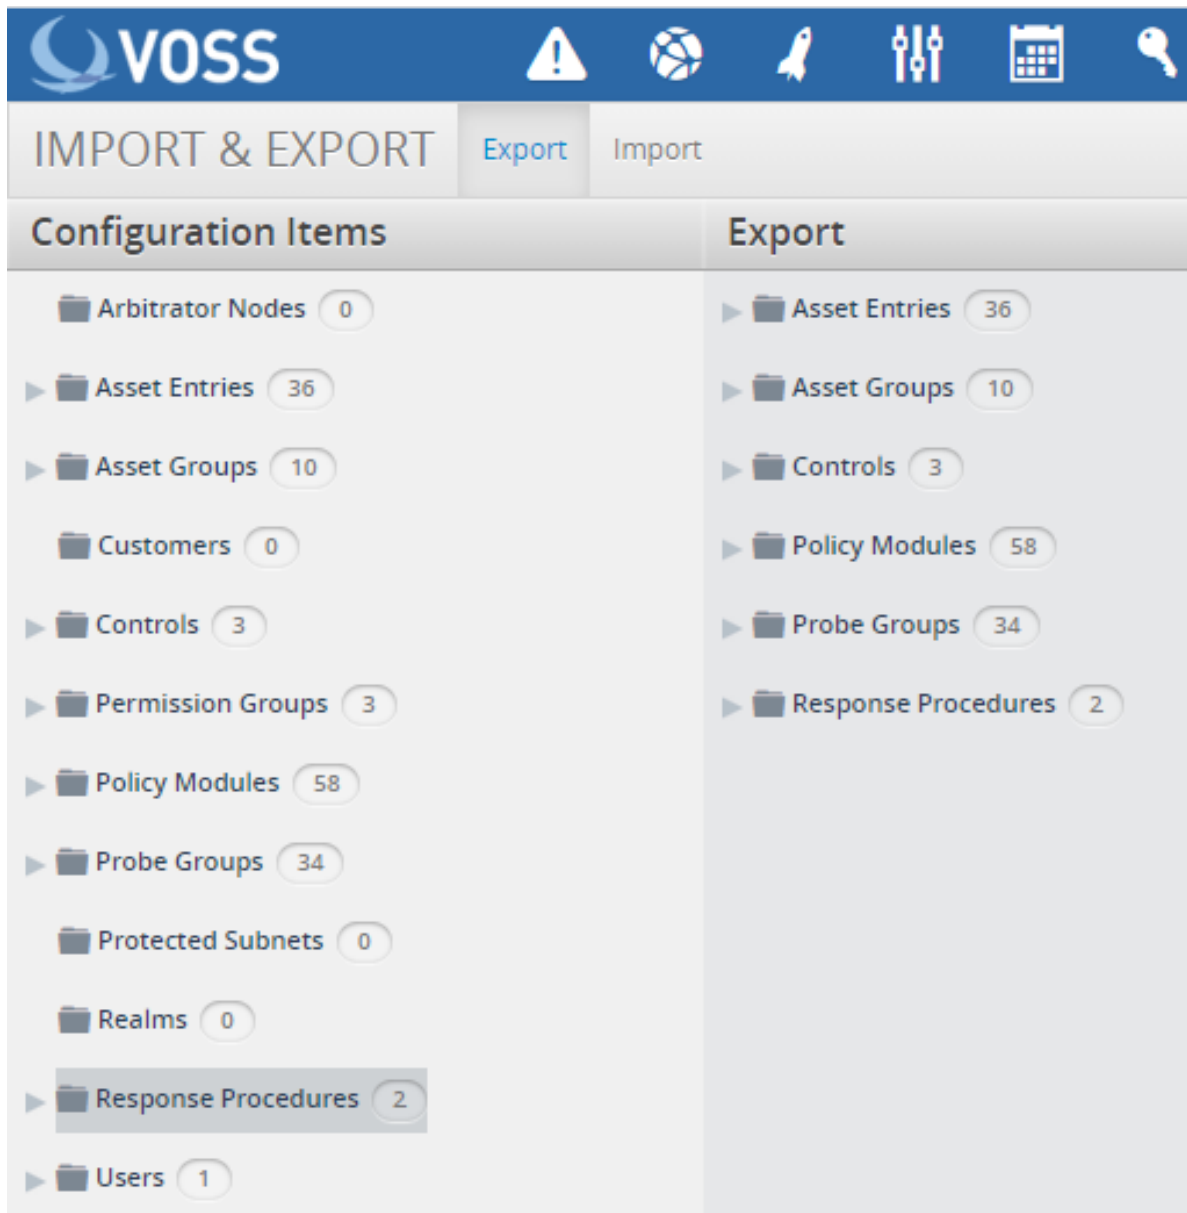 VOSS
IMPORT & EXPORT Export Import
Configuration Items
Arbitrator Nodes 0
Asset Entries 36
Asset Groups 10
Customers 0
Controls 3
Permission Groups 3
Policy Modules 58
Probe Groups 34
Protected Subnets 0
Realms 0
Response Procedures 2
Users 1
Export
Asset Entries 36
Asset Groups 10
Controls 3
Policy Modules 58
Probe Groups 34
Response Procedures 2